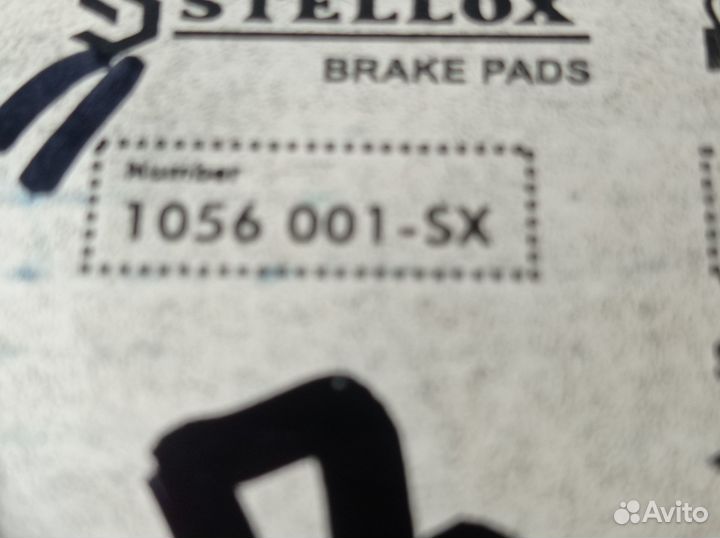 STELLOX
BRAKE PADS
Number
1056 001-SX
Avito